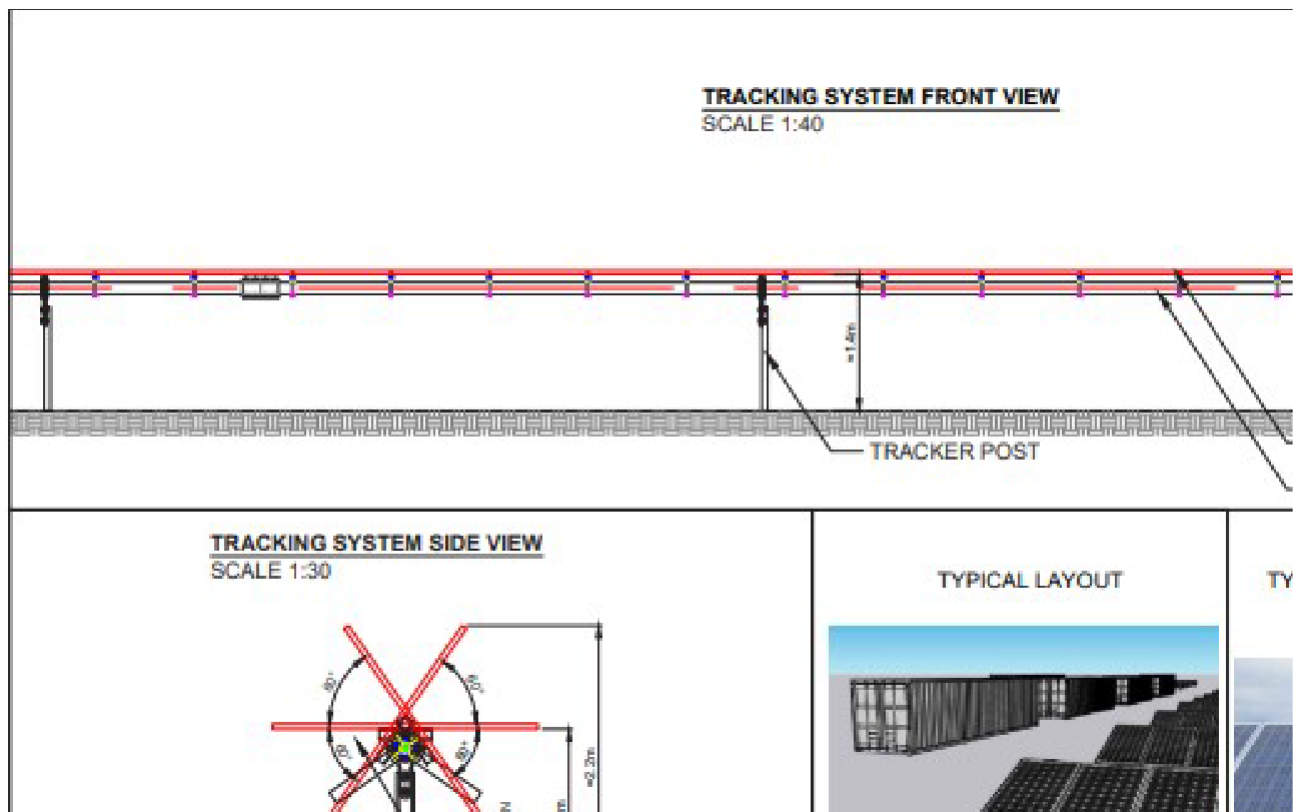 TRACKING SYSTEM FRONT VIEW
SCALE 1:40
≈1.4m
TRACKER POST
TRACKING SYSTEM SIDE VIEW
SCALE 1:30
TYPICAL LAYOUT
TY
60°
≈2.2m
m
N